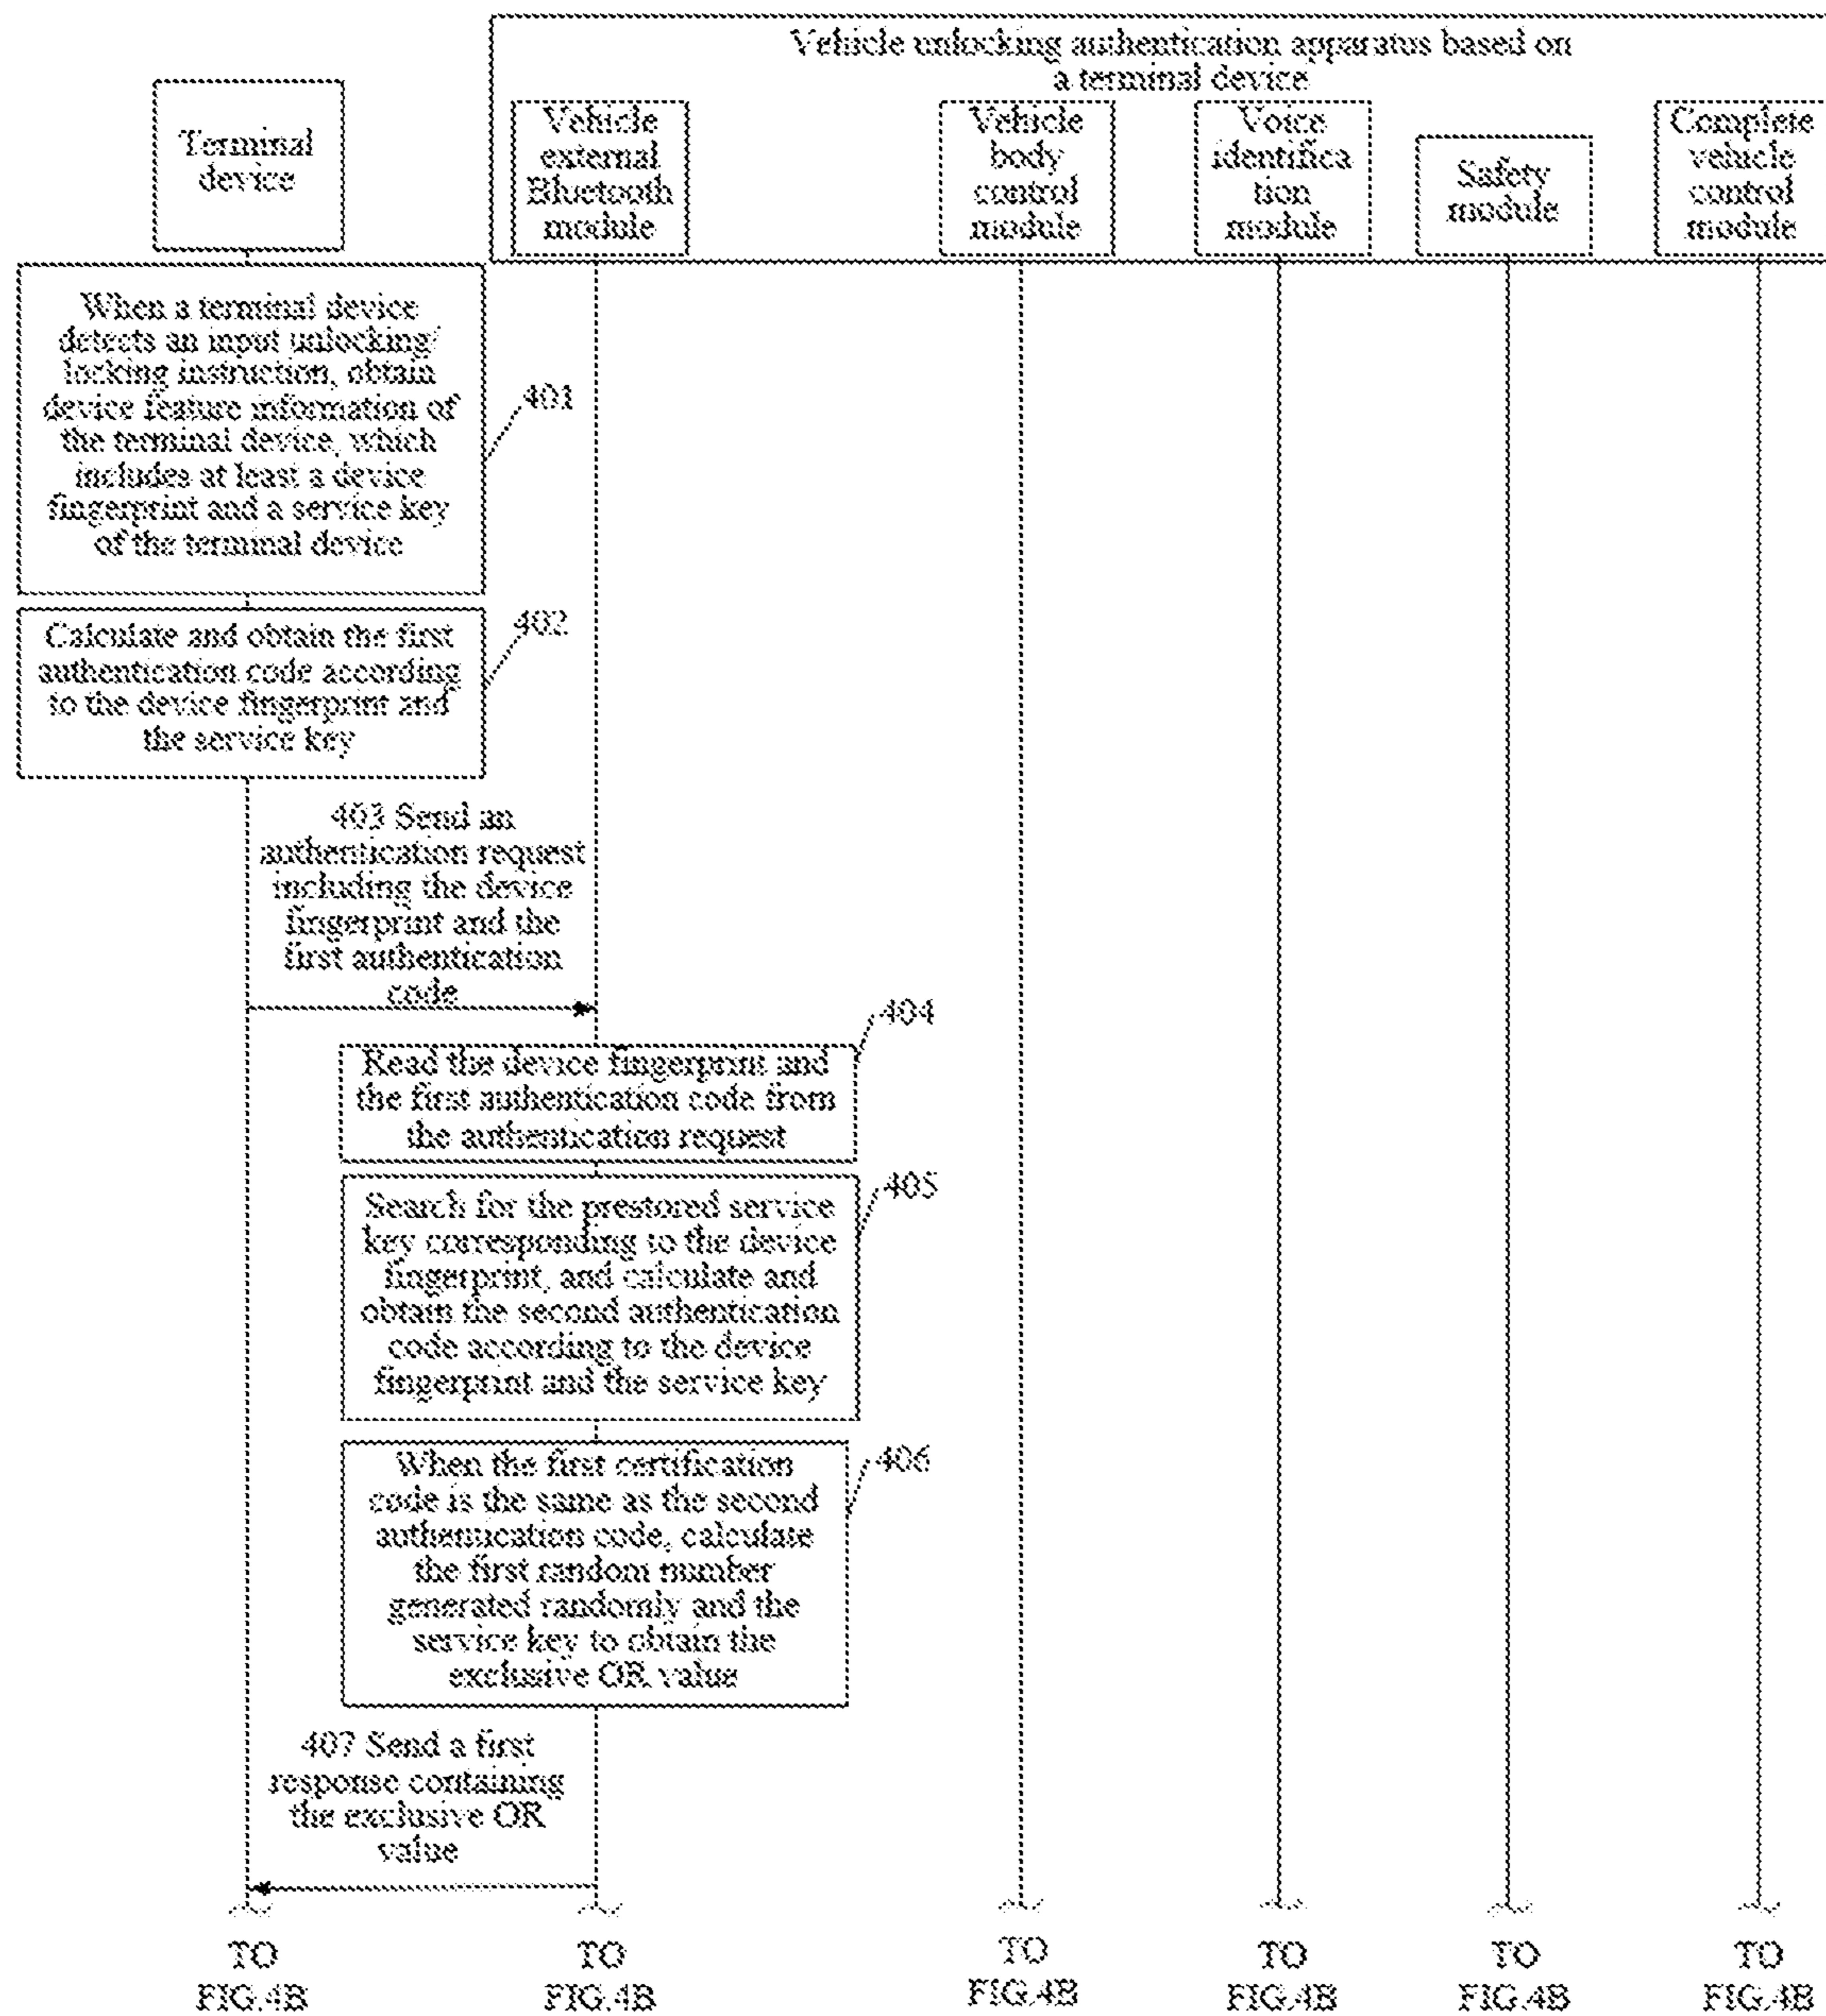 Vehicle unlocking authentication apparatus based on
a terminal device
Terminal
device
Vehicle
external
Bluetooth
module
Vehicle
body
control
module
Voice
identifica
tion
module
Safety
module
Complete
vehicle
control
module
When a terminal device
detects an input unlocking/
locking instruction, obtain
device feature information of
the terminal device, which
includes at least a device
fingerprint and a service key
of the terminal device
401
Calculate and obtain the first
authentication code according
to the device fingerprint and
the service key
402
403 Send an
authentication request
including the device
fingerprint and the
first authentication
code
404
Read the device fingerprint and
the first authentication code from
the authentication request
405
Search for the prestored service
key corresponding to the device
fingerprint, and calculate and
obtain the second authentication
code according to the device
fingerprint and the service key
406
When the first certification
code is the same as the second
authentication code, calculate
the first random number
generated randomly and the
service key to obtain the
exclusive OR value
407 Send a first
response containing
the exclusive OR
value
TO
FIG.4B
TO
FIG.4B
TO
FIG.4B
TO
FIG.4B
TO
FIG.4B
TO
FIG.4B